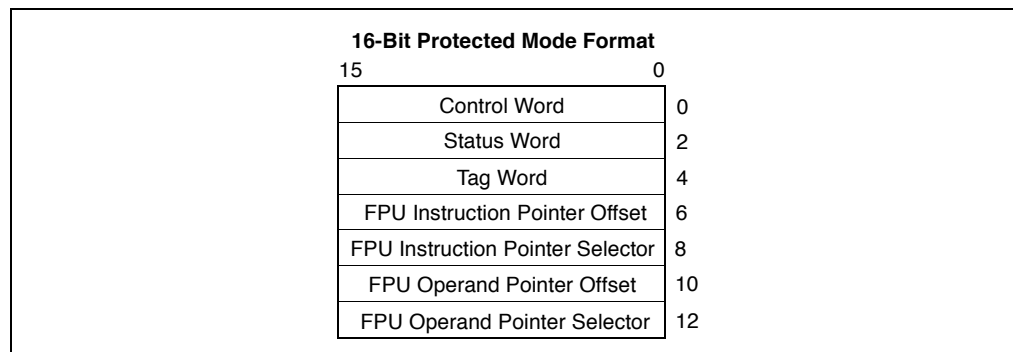 16-Bit Protected Mode Format
15 0
Control Word 0
Status Word 2
Tag Word 4
FPU Instruction Pointer Offset 6
FPU Instruction Pointer Selector 8
FPU Operand Pointer Offset 10
FPU Operand Pointer Selector 12